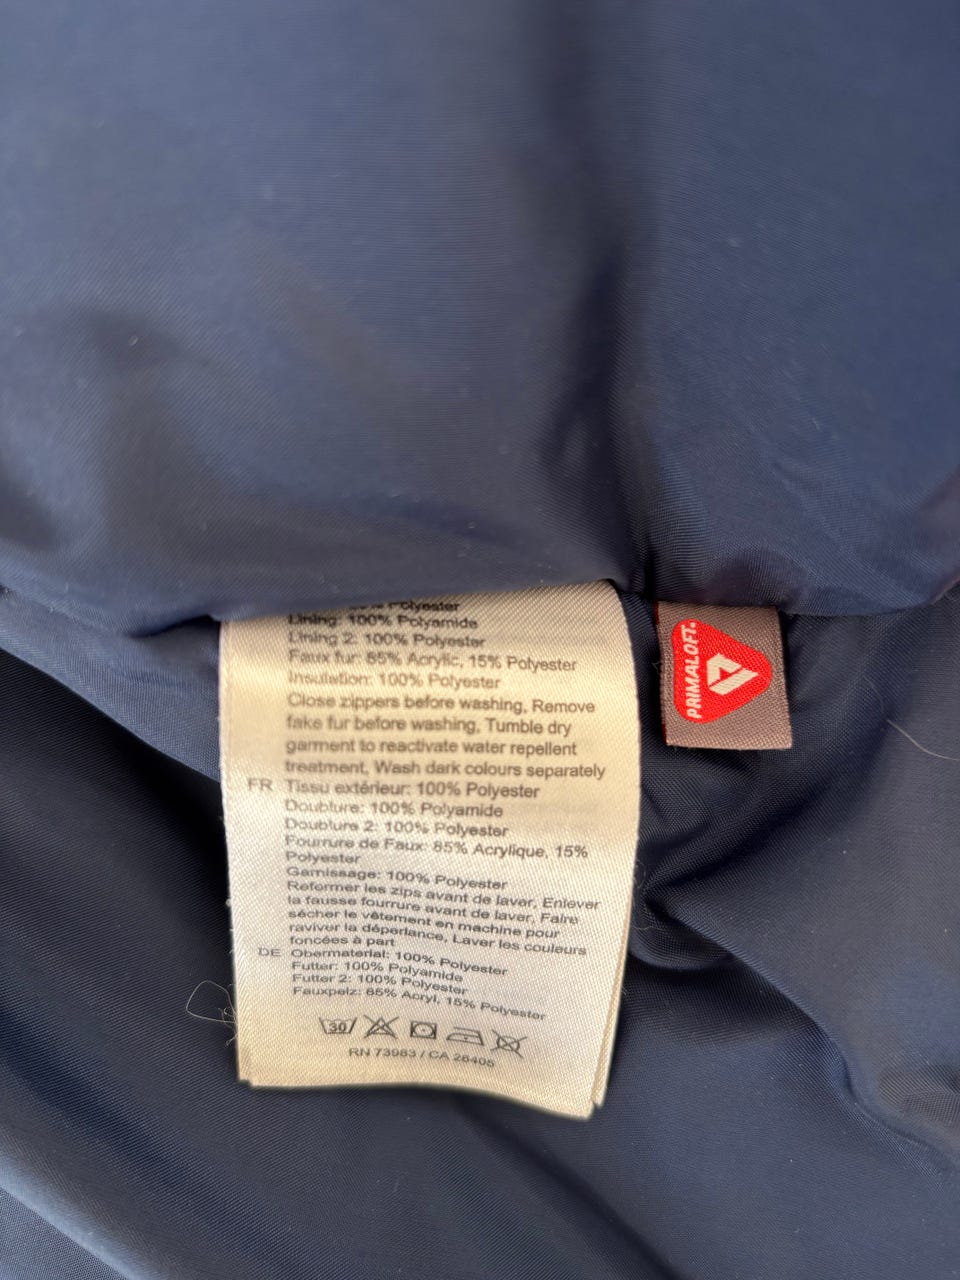 Polyester
Lining: 100% Polyamide
Lining 2: 100% Polyester
Faux fur: 85% Acrylic, 15% Polyester
Insulation: 100% Polyester
Close zippers before washing, Remove
fake fur before washing, Tumble dry
garment to reactivate water repellent
treatment, Wash dark colours separately
FR Tissu extérieur: 100% Polyester
Doublure: 100% Polyamide
Doublure 2: 100% Polyester
Fourrure de Faux: 85% Acrylique, 15%
Polyester
Garnissage: 100% Polyester
Refermer les zips avant de laver, Enlever
la fausse fourrure avant de laver, Faire
sécher le vêtement en machine pour
raviver la déperlance, Laver les couleurs
foncées à part
DE Obermaterial: 100% Polyester
Futter: 100% Polyamide
Futter 2: 100% Polyester
Fauxpelz: 85% Acryl, 15% Polyester
30
RN 73983 / CA 26405
PRIMALOFT